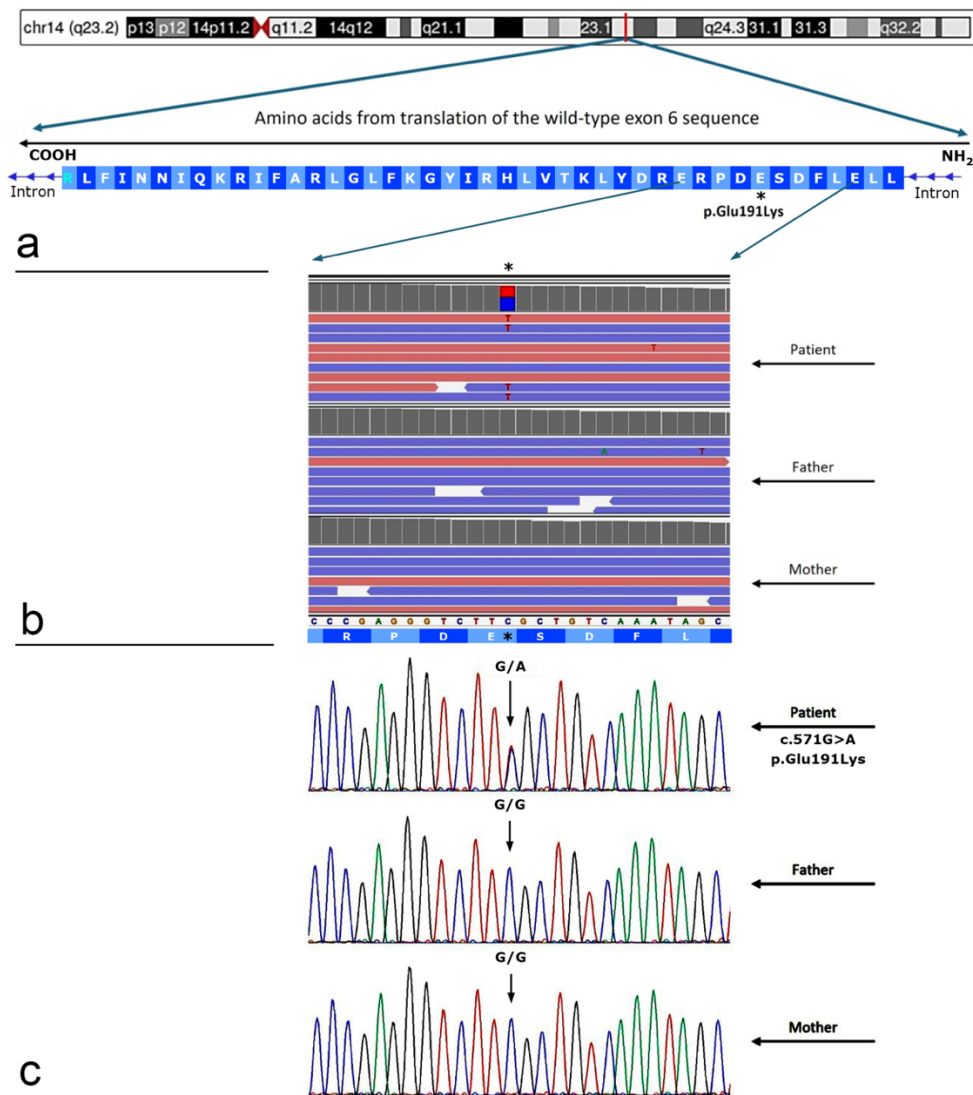 chr14 (q23.2) p13 p12 14p11.2 q11.2 14q12 q21.1 23.1 q24.3 31.1 31.3 q32.2
Amino acids from translation of the wild-type exon 6 sequence
COOH NH2
R L F I N N I Q K R I F A R L G L F K G Y I R H L V T K L Y D R E R P D E S D F L E L L
Intron Intron
*
p.Glu191Lys
a
*
T
T
T
Patient
T
T
A T
Father
Mother
b
C C C G A G G G T C T T C G C T G T C A A A T A G C
R P D E * S D F L
G/A
Patient
c.571G>A
p.Glu191Lys
G/G
Father
G/G
Mother
c